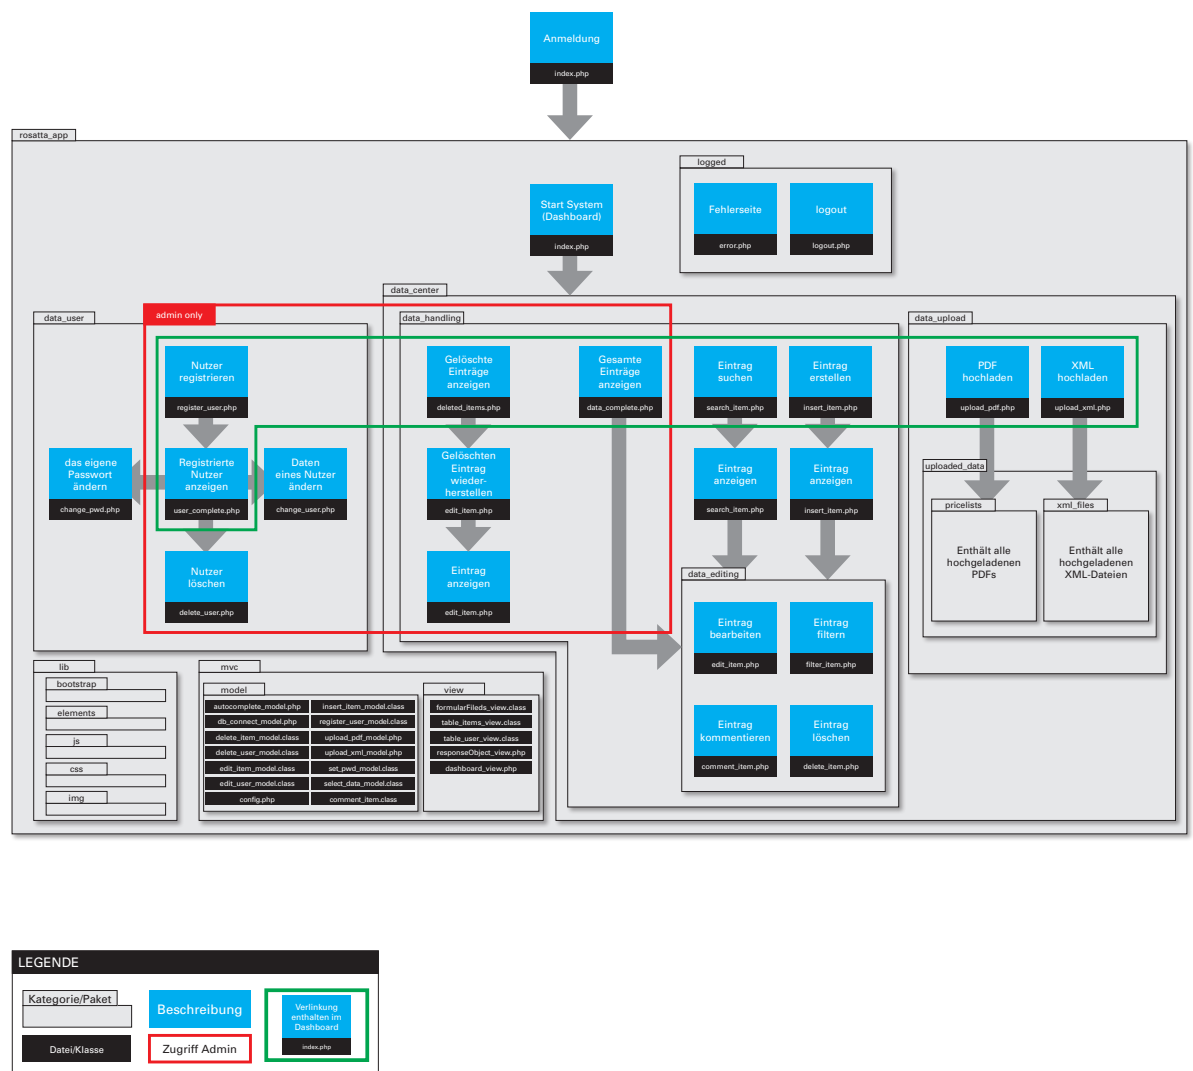 Anmeldung
index.php
rosatta_app
logged
Fehlerseite
error.php
logout
logout.php
Start System
(Dashboard)
index.php
data_center
data_user
admin only
data_handling
data_upload
Nutzer
registrieren
register_user.php
Gelöschte
Einträge
anzeigen
deleted_items.php
Gesamte
Einträge
anzeigen
data_complete.php
Eintrag
suchen
search_item.php
Eintrag
erstellen
insert_item.php
PDF
hochladen
upload_pdf.php
XML
hochladen
upload_xml.php
das eigene
Passwort
ändern
change_pwd.php
Registrierte
Nutzer
anzeigen
user_complete.php
Daten
eines Nutzer
ändern
change_user.php
Gelöschten
Eintrag
wieder-
herstellen
edit_item.php
Eintrag
anzeigen
search_item.php
Eintrag
anzeigen
insert_item.php
uploaded_data
pricelists
Enthält alle
hochgeladenen
PDFs
xml_files
Enthält alle
hochgeladenen
XML-Dateien
Nutzer
löschen
delete_user.php
Eintrag
anzeigen
edit_item.php
data_editing
Eintrag
bearbeiten
edit_item.php
Eintrag
filtern
filter_item.php
Eintrag
kommentieren
comment_item.php
Eintrag
löschen
delete_item.php
lib
bootstrap
elements
js
css
img
mvc
model
autocomplete_model.php
insert_item_model.class
db_connect_model.php
register_user_model.class
delete_item_model.class
upload_pdf_model.php
delete_user_model.class
upload_xml_model.php
edit_item_model.class
set_pwd_model.class
edit_user_model.class
select_data_model.class
config.php
comment_item.class
view
formularFileds_view.class
table_items_view.class
table_user_view.class
responseObject_view.php
dashboard_view.php
LEGENDE
Kategorie/Paket
Beschreibung
Verlinkung
enthalten im
Dashboard
index.php
Datei/Klasse
Zugriff Admin